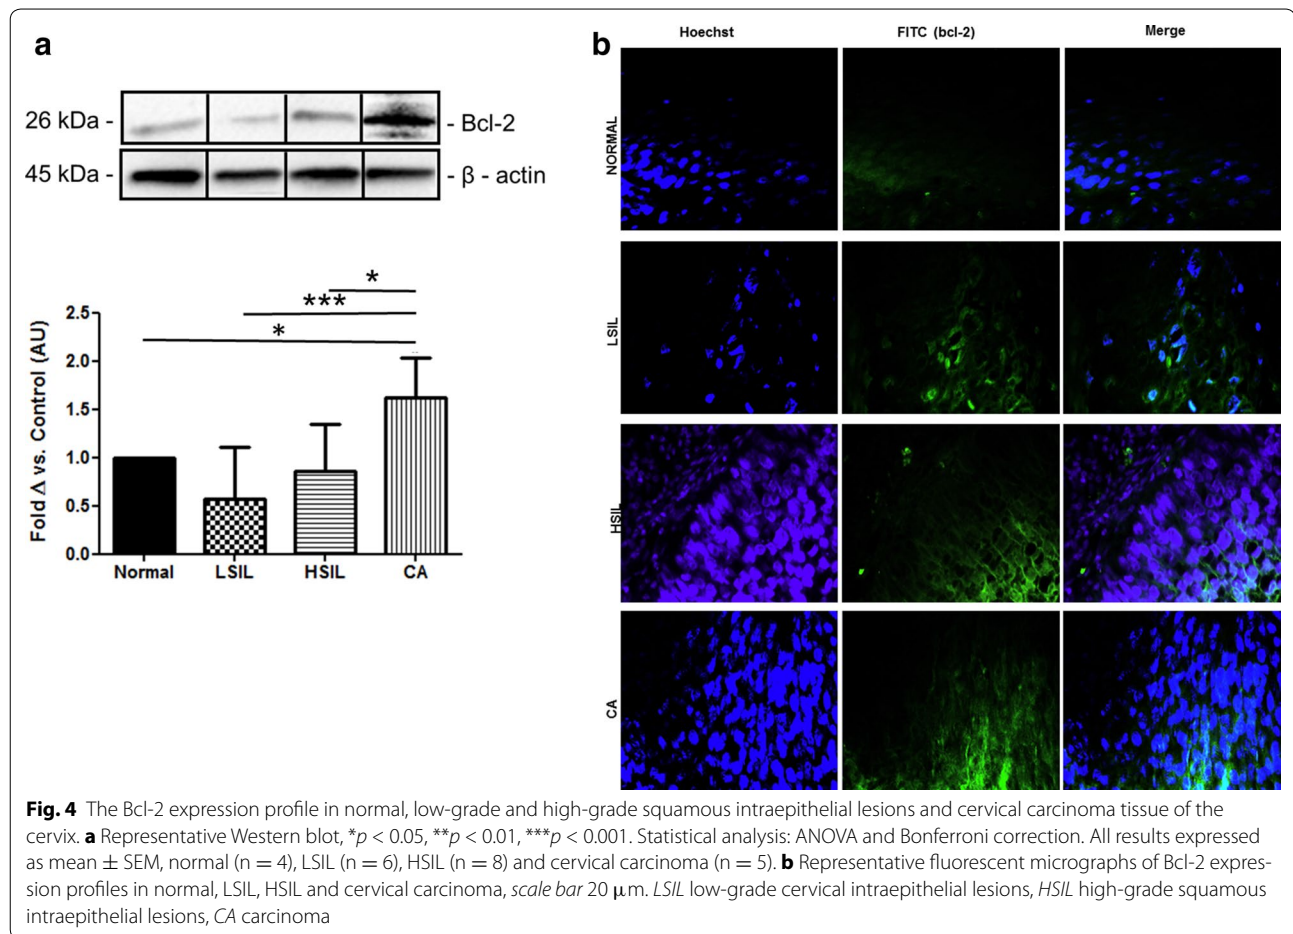 a
26 kDa -
- Bcl-2
45 kDa -
- β - actin
*
***
*
Fold Δ vs. Control (AU)
2.5
2.0
1.5
1.0
0.5
0.0
Normal LSIL HSIL CA
b
Hoechst FITC (bcl-2) Merge
NORMAL
LSIL
HSIL
CA
Fig. 4 The Bcl-2 expression profile in normal, low-grade and high-grade squamous intraepithelial lesions and cervical carcinoma tissue of the
cervix. a Representative Western blot, *p < 0.05, **p < 0.01, ***p < 0.001. Statistical analysis: ANOVA and Bonferroni correction. All results expressed
as mean ± SEM, normal (n = 4), LSIL (n = 6), HSIL (n = 8) and cervical carcinoma (n = 5). b Representative fluorescent micrographs of Bcl-2 expres-
sion profiles in normal, LSIL, HSIL and cervical carcinoma, scale bar 20 μm. LSIL low-grade cervical intraepithelial lesions, HSIL high-grade squamous
intraepithelial lesions, CA carcinoma